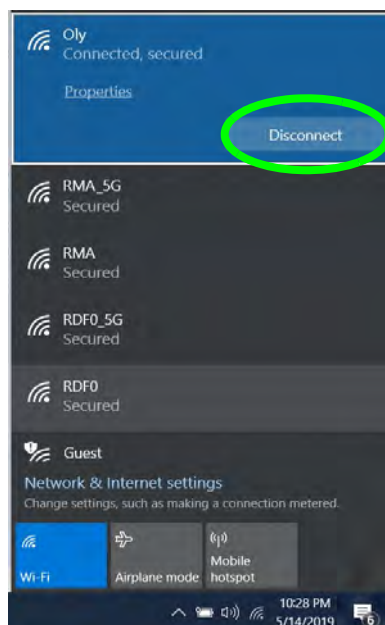 Oly
Connected, secured
Properties
Disconnect
RMA_5G
Secured
RMA
Secured
RDF0_5G
Secured
RDF0
Secured
Guest
Network & Internet settings
Change settings, such as making a connection metered.
Wi-Fi
Airplane mode
Mobile
hotspot
10:28 PM
5/14/2019
6